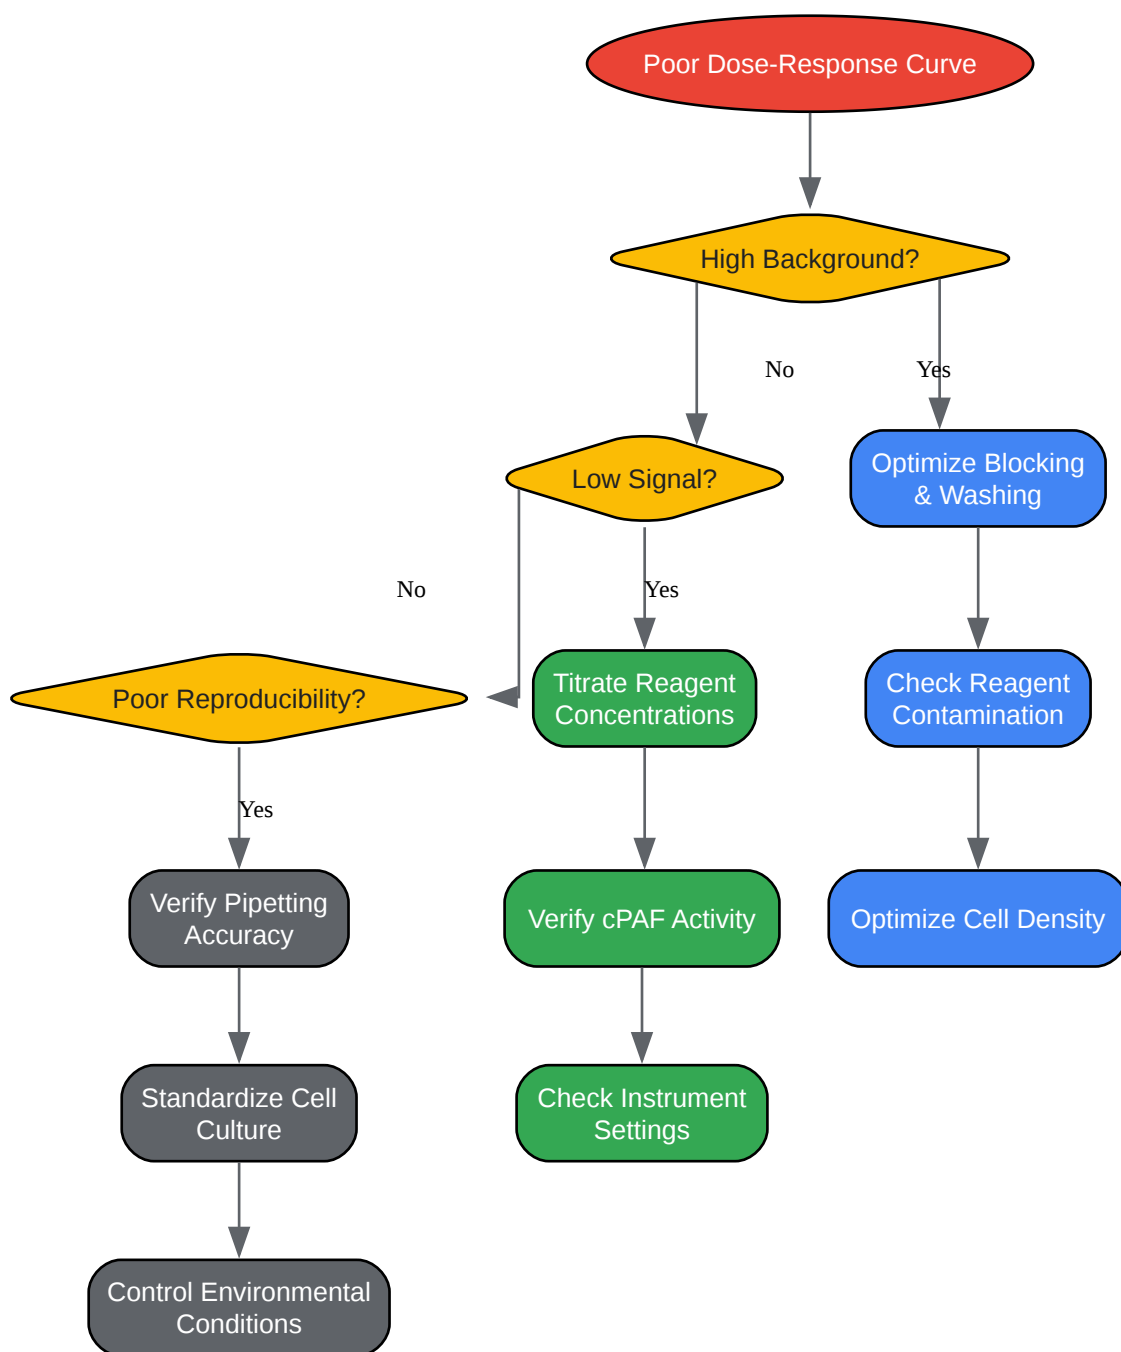 Poor Dose-Response Curve
High Background?
No
Yes
Low Signal?
Optimize Blocking
& Washing
No
Yes
Poor Reproducibility?
Titrate Reagent
Concentrations
Check Reagent
Contamination
Yes
Verify Pipetting
Accuracy
Verify cPAF Activity
Optimize Cell Density
Standardize Cell
Culture
Check Instrument
Settings
Control Environmental
Conditions